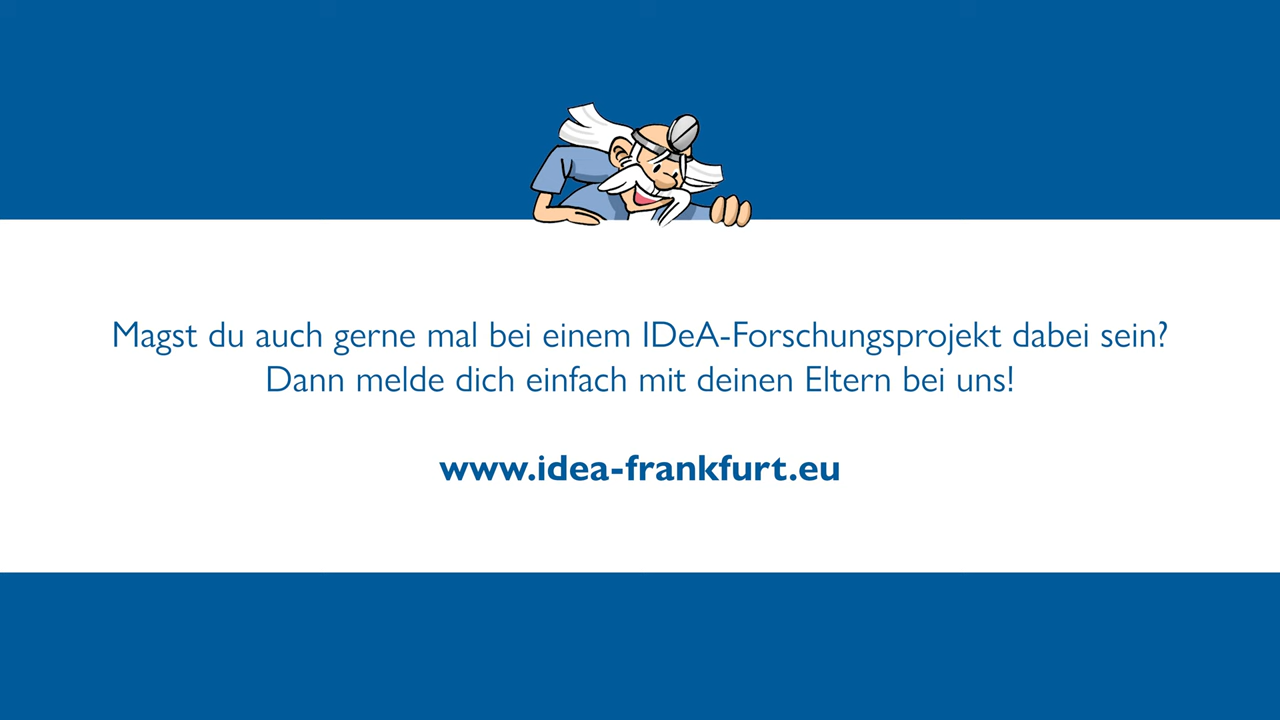 Magst du auch gerne mal bei einem IDeA-Forschungsprojekt dabei sein?
Dann melde dich einfach mit deinen Eltern bei uns!
www.idea-frankfurt.eu